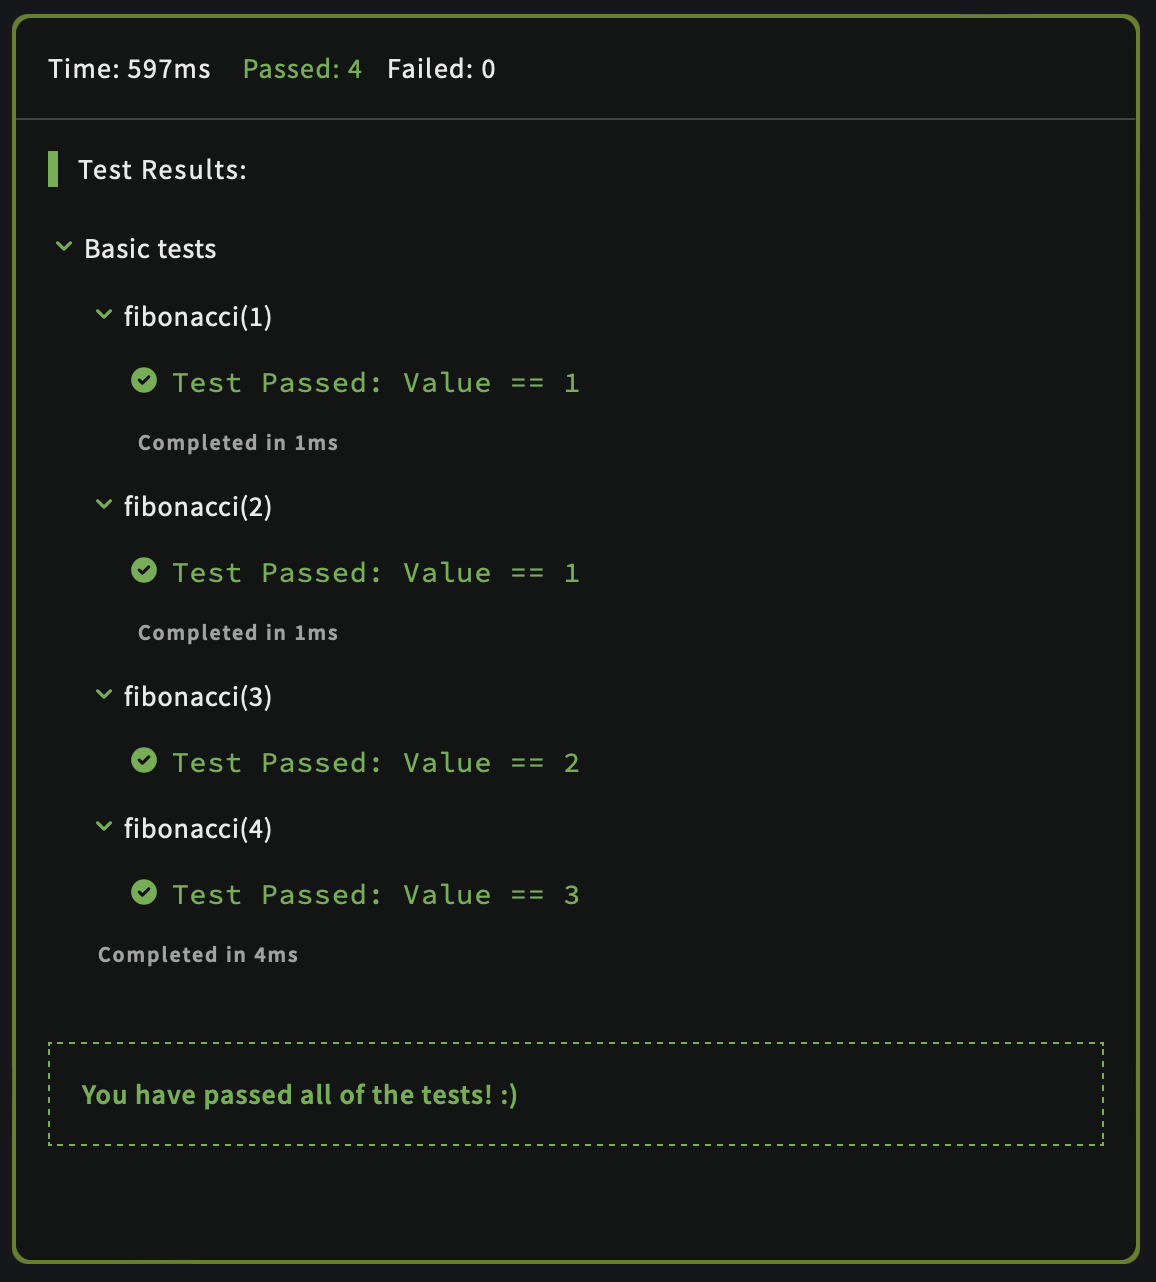 Time: 597ms Passed: 4 Failed: 0
Test Results:
Basic tests
fibonacci(1)
Test Passed: Value == 1
Completed in 1ms
fibonacci(2)
Test Passed: Value == 1
Completed in 1ms
fibonacci(3)
Test Passed: Value == 2
fibonacci(4)
Test Passed: Value == 3
Completed in 4ms
You have passed all of the tests! :)